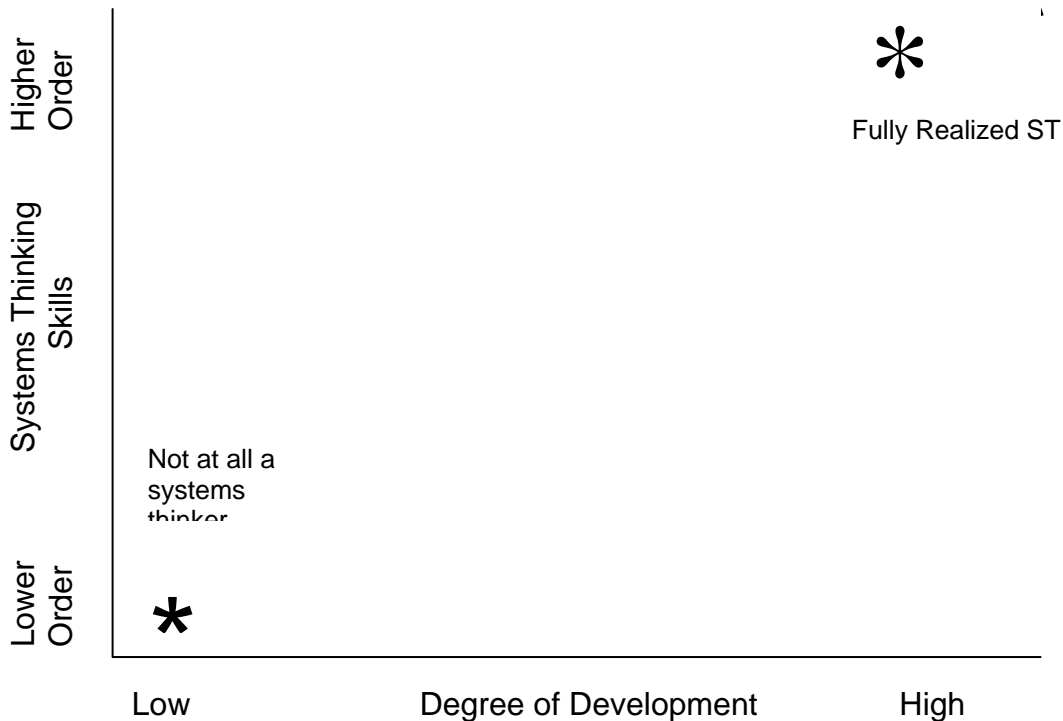 Higher
Order
Fully Realized ST
Systems Thinking
Skills
Not at all a
systems
thinker
Lower
Order
Low Degree of Development High